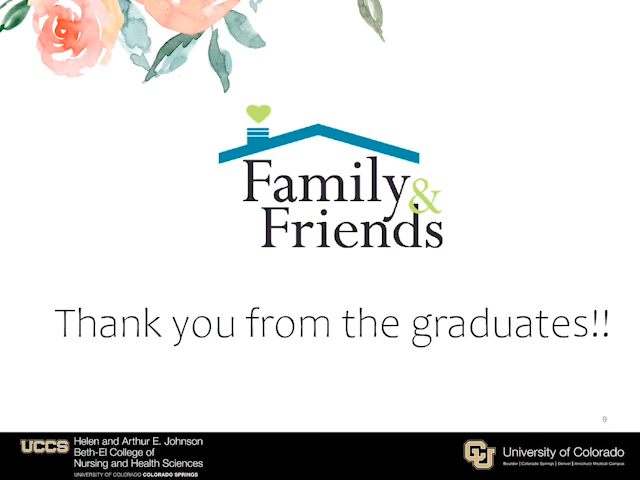 Family &
Friends
Thank you from the graduates!!
9
UCCS
Helen and Arthur E. Johnson
Beth-El College of
Nursing and Health Sciences
UNIVERSITY OF COLORADO COLORADO SPRINGS
CU
University of Colorado
Boulder | Colorado Springs | Denver | Anschutz Medical Campus